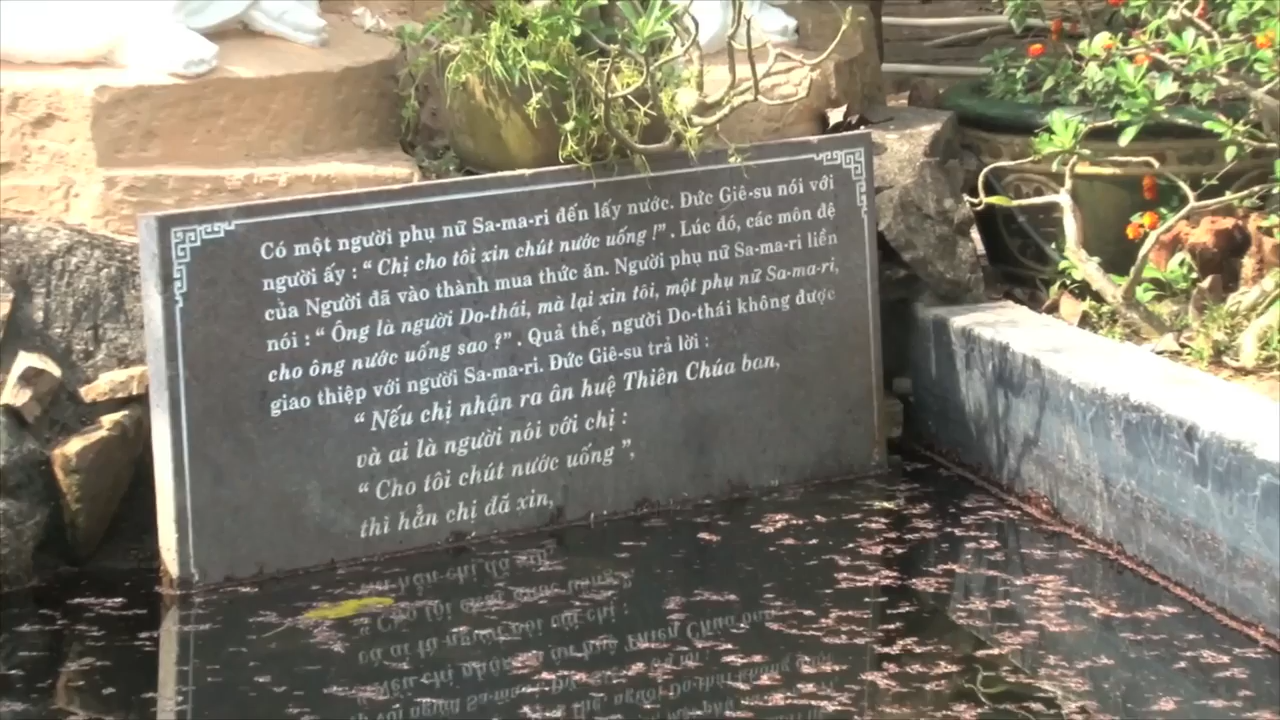 Có một người phụ nữ Sa-ma-ri đến lấy nước. Đức Giê-su nói với
người ấy : “ Chị cho tôi xin chút nước uống !” . Lúc đó, các môn đệ
của Người đã vào thành mua thức ăn. Người phụ nữ Sa-ma-ri liền
nói : “ Ông là người Do-thái, mà lại xin tôi, một phụ nữ Sa-ma-ri,
cho ông nước uống sao ?” . Quả thế, người Do-thái không được
giao thiệp với người Sa-ma-ri. Đức Giê-su trả lời :
“ Nếu chị nhận ra ân huệ Thiên Chúa ban,
và ai là người nói với chị :
“ Cho tôi chút nước uống ”,
thì hẳn chị đã xin,